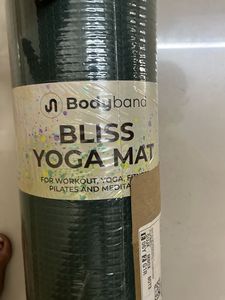 Bodyband
BLISS
YOGA MAT
FOR WORKOUT, YOGA,
PILATES AND